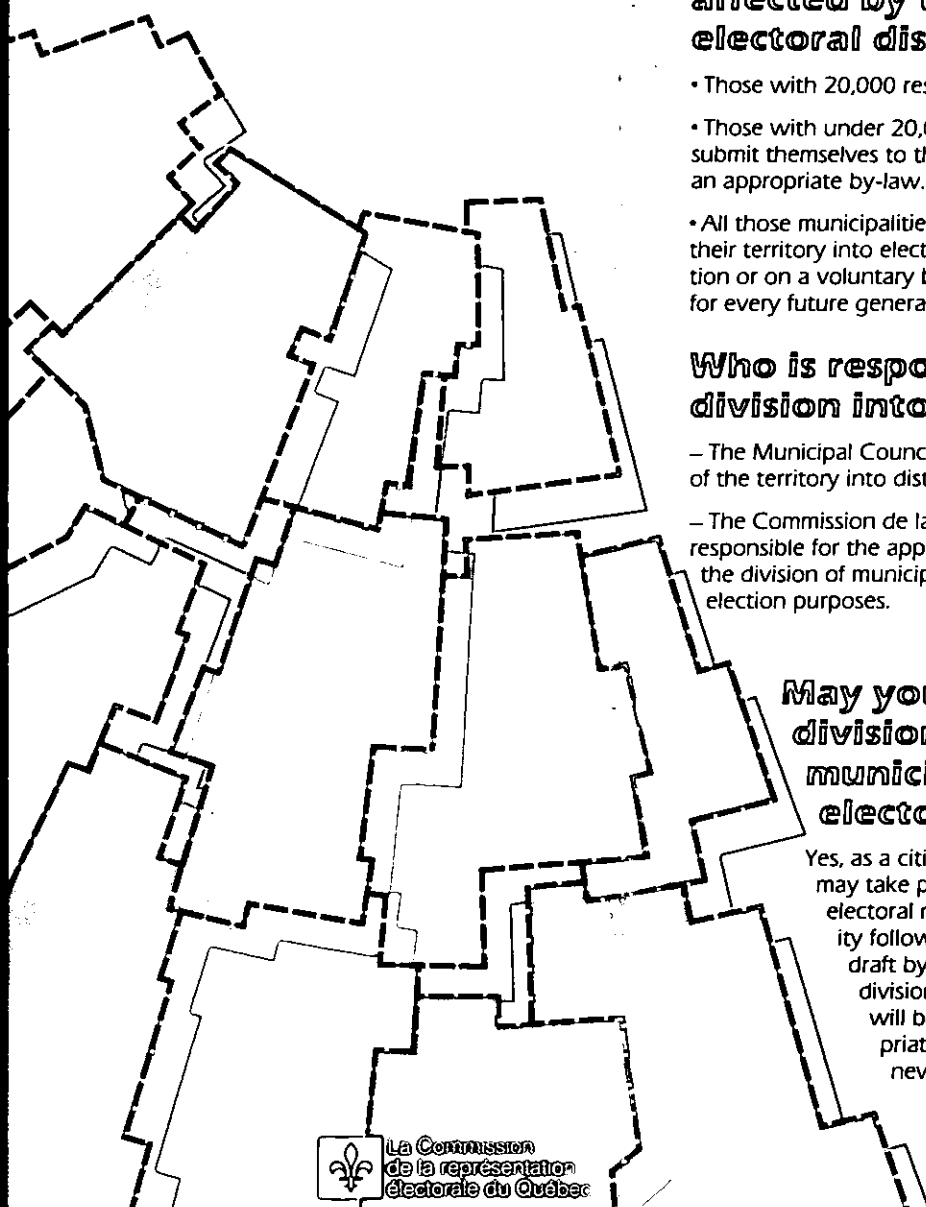 affected by
electoral dis
• Those with 20,000 res
• Those with under 20,0
submit themselves to th
an appropriate by-law.
• All those municipalitie
their territory into elect
tion or on a voluntary b
for every future genera
Who is respo
division into
– The Municipal Counc
of the territory into dist
– The Commission de la
responsible for the app
the division of municip
election purposes.
May you
division
munici
electo
Yes, as a citi
may take p
electoral r
ity follow
draft by
division
will b
priat
nev
La Commission
de la représentation
électorale du Québec